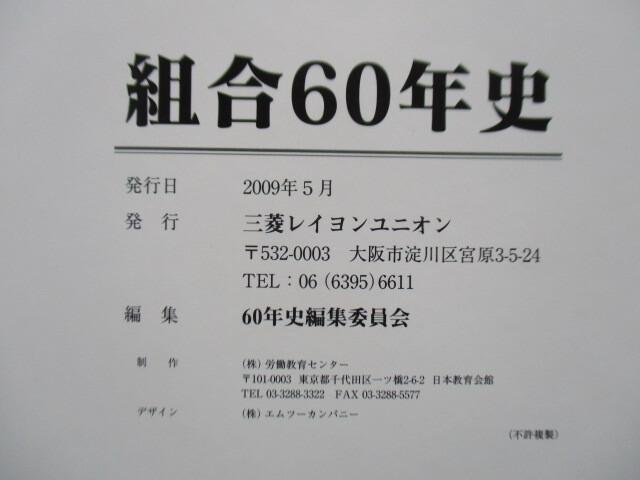 組合60年史
発行日 2009年5月
発行 三菱レイヨンユニオン
〒532-0003 大阪市淀川区宮原3-5-24
TEL：06（6395）6611
編集 60年史編集委員会
制作 （株）労働教育センター
〒101-0003 東京都千代田区一ツ橋2-6-2 日本教育会館
TEL 03-3288-3322 FAX 03-3288-5577
デザイン （株）エムツーカンパニー
（不許複製）